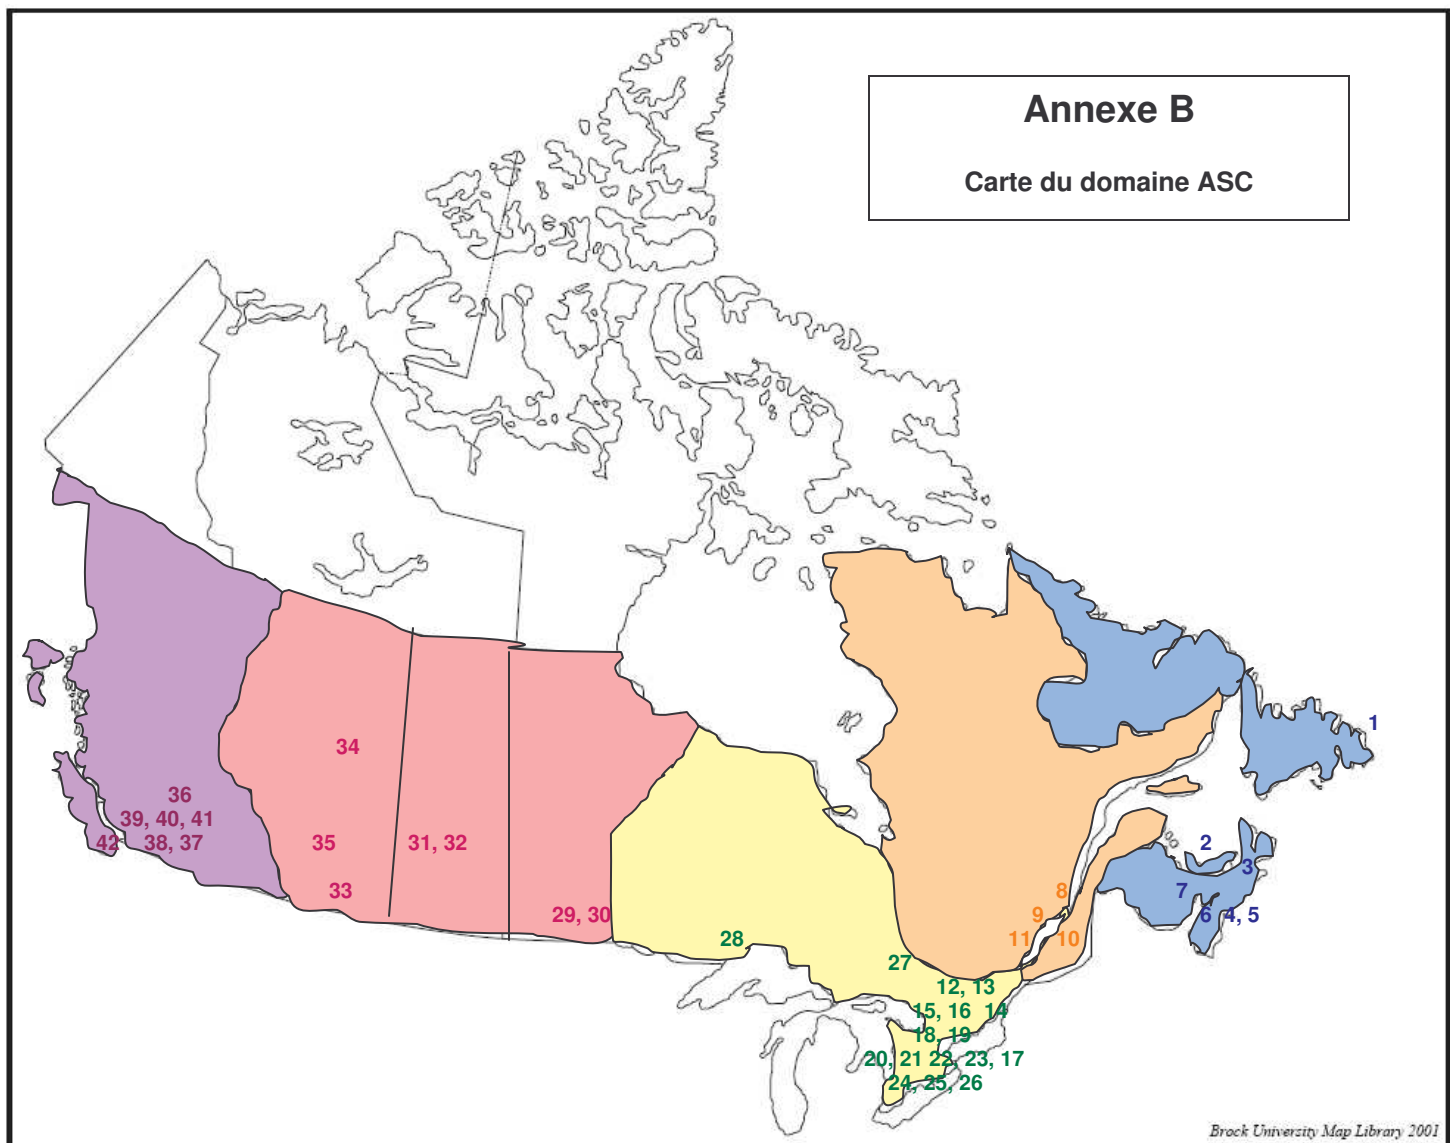 Annexe B
Carte du domaine ASC
1
34
36
39, 40, 41
42 38, 37
35
31, 32
2
3
33
7
8
29, 30
9
6 4, 5
28
11 10
27
12, 13
15, 16 14
18, 19
20, 21 22, 23, 17
24, 25, 26
Brock University Map Library 2001